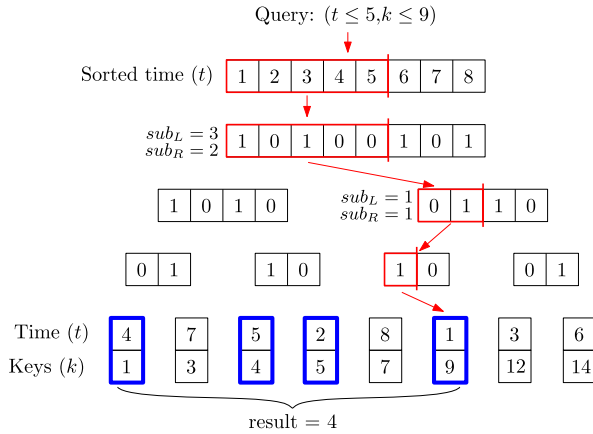 Query: (t ≤ 5,k ≤ 9)
Sorted time (t) 1 2 3 4 5 6 7 8
sub_L = 3
sub_R = 2
1 0 1 0 0 1 0 1
1 0 1 0
sub_L = 1
sub_R = 1
0 1 1 0
0 1 1 0 1 0 0 1
Time (t) 4 7 5 2 8 1 3 6
Keys (k) 1 3 4 5 7 9 12 14
result = 4